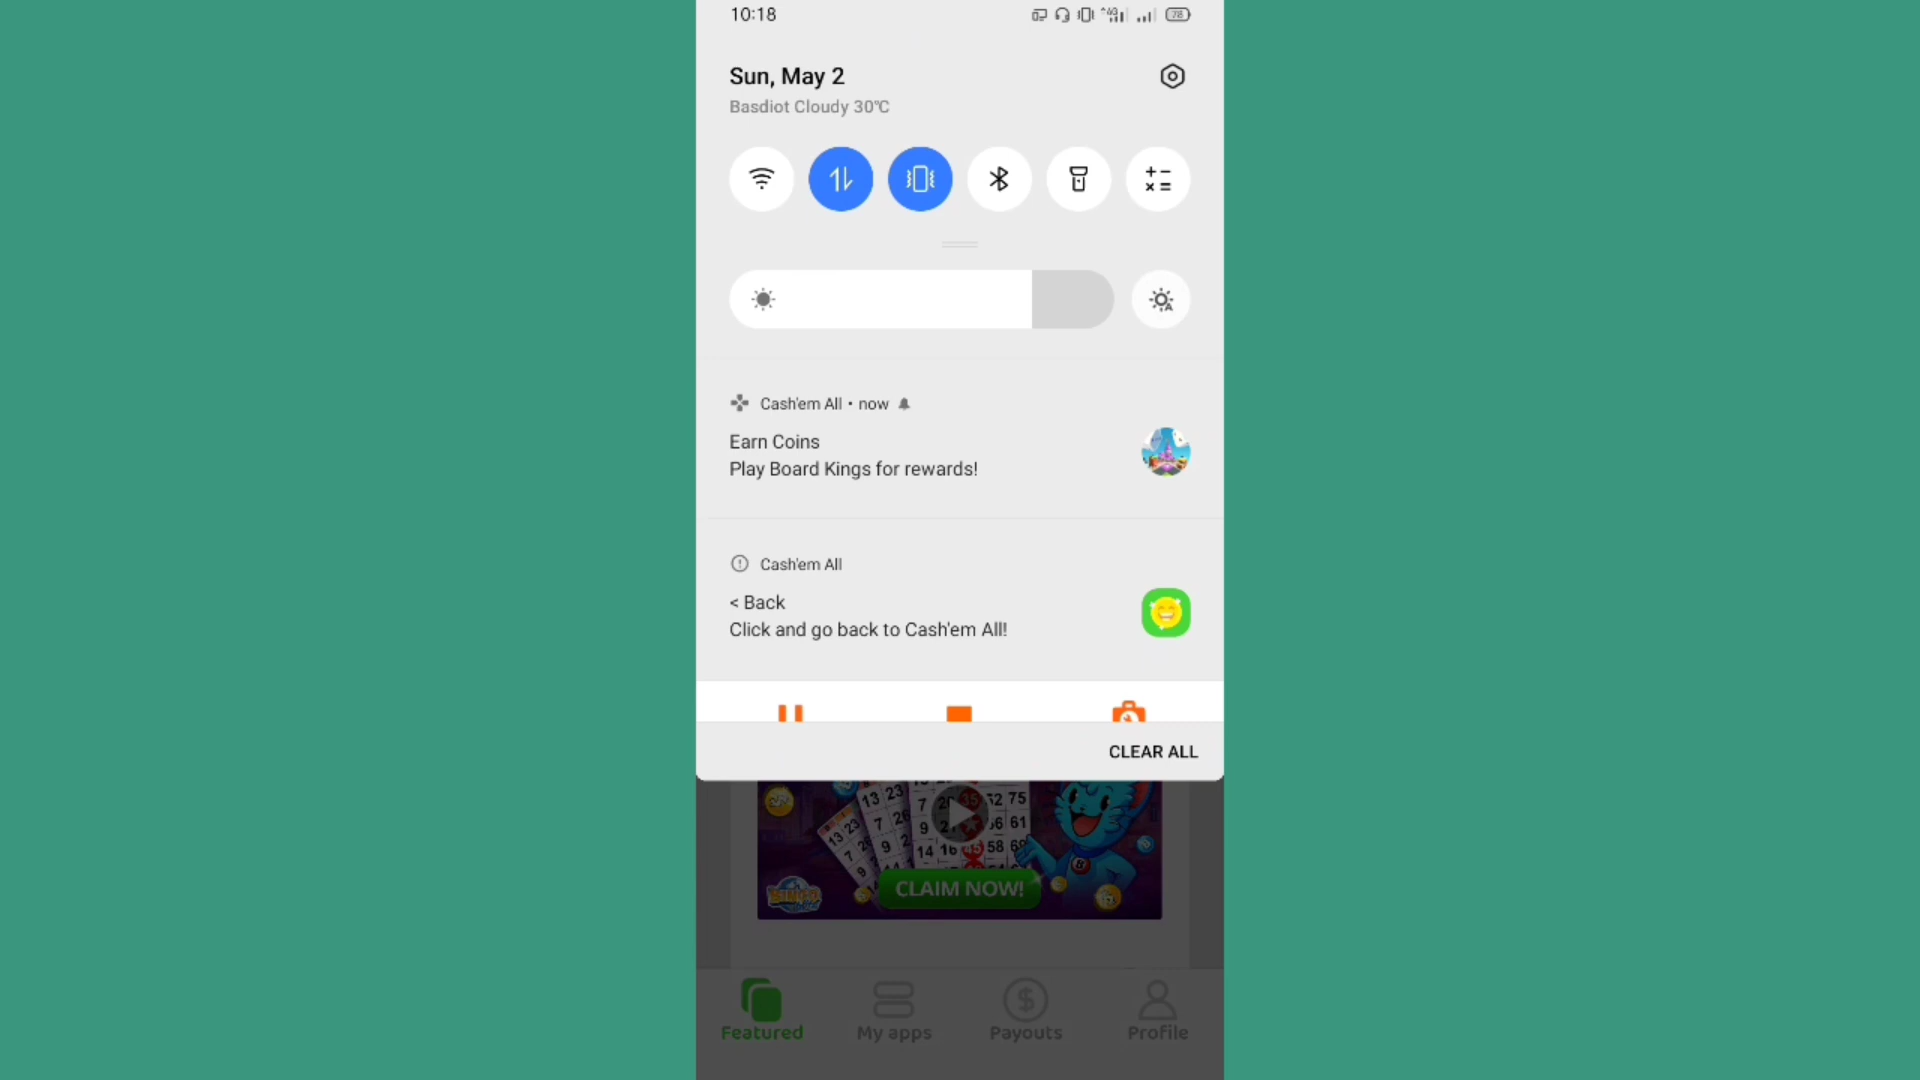 10:18
4G
78
Sun, May 2
Basdiot Cloudy 30℃
Cash'em All • now
Earn Coins
Play Board Kings for rewards!
Cash'em All
< Back
Click and go back to Cash'em All!
CLEAR ALL
CLAIM NOW!
Featured
My apps
Payouts
Profile